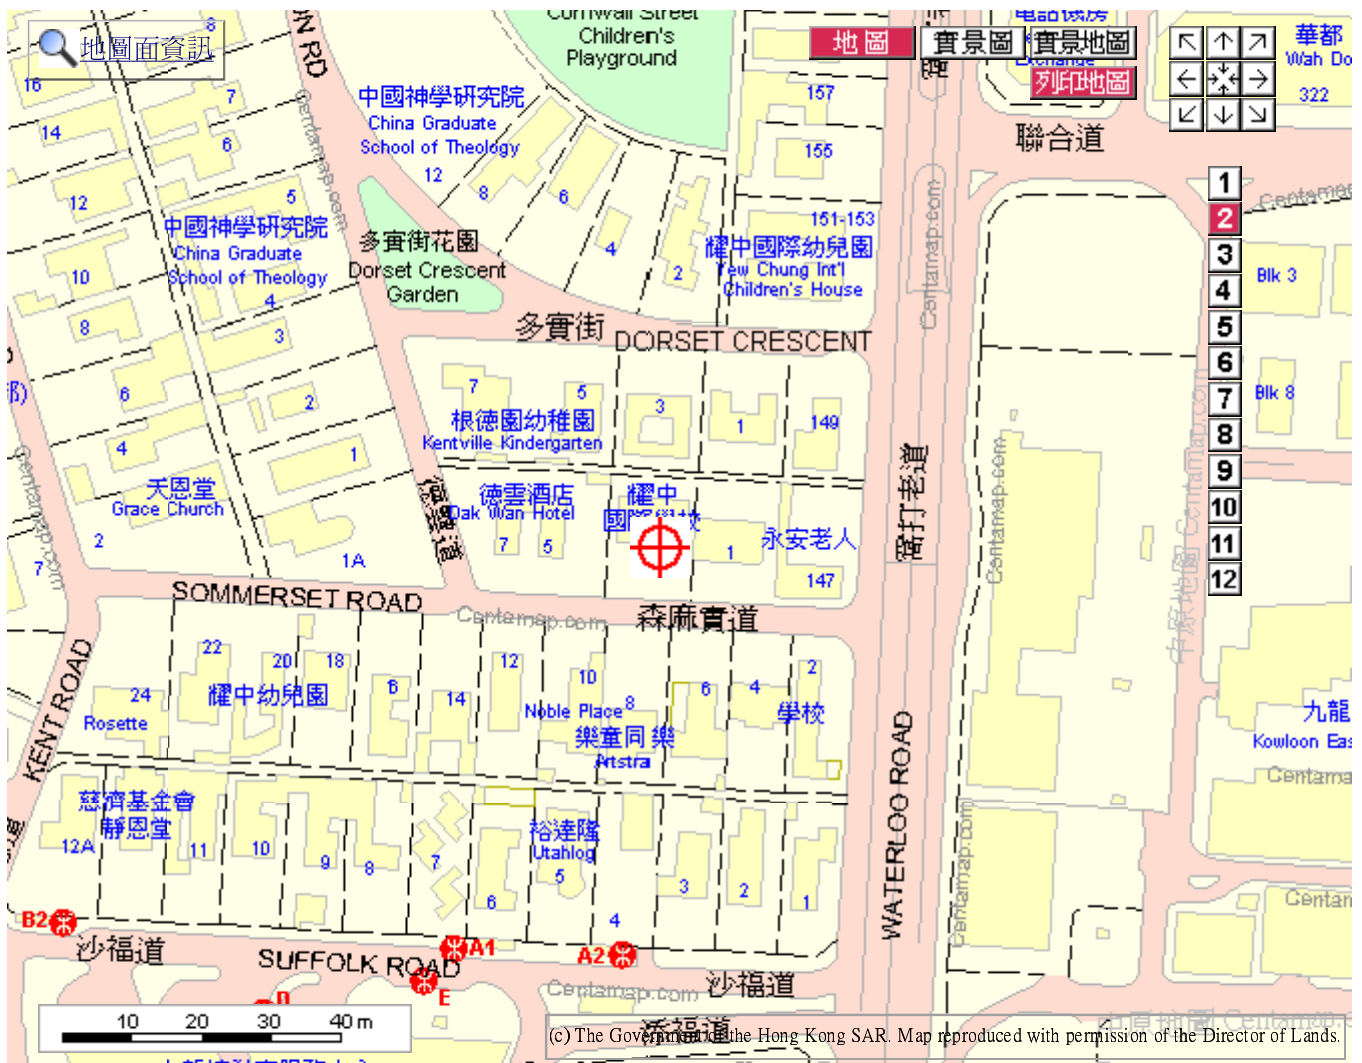 Cornwall Street
Children's
Playground
地圖面資訊
地圖
實景圖
實景地圖
列印地圖
華都
Wah Do
322
Exchange
聯合道
中國神學研究院
China Graduate
School of Theology
12
8
6
4
2
157
155
151-153
耀中國際幼兒園
Yew Chung Int'l
Children's House
16
14
12
10
8
6
4
2
8
7
6
5
中國神學研究院
China Graduate
School of Theology
4
3
2
1
1A
多實街花園
Dorset Crescent
Garden
多實街
DORSET CRESCENT
1
2
3
4
5
6
7
8
9
10
11
12
Blk 3
Blk 8
7
5
3
1
149
根德園幼稚園
Kentville Kindergarten
天恩堂
Grace Church
德雲道
德雲酒店
Dak Wan Hotel
7
5
耀中
1
永安老人
147
窩打老道
7
SOMMERSET ROAD
森麻實道
Centamap.com
KENT ROAD
24
Rosette
22
20
18
耀中幼兒園
6
14
12
10
8
Noble Place
樂童同樂
Artstra
6
4
2
學校
WATERLOO ROAD
九龍
Kowloon Eas
慈濟基金會
靜恩堂
12A
11
10
9
8
7
6
裕達隆
Utahlog
5
4
3
2
1
B2
沙福道
SUFFOLK ROAD
A1
A2
E
D
沙福道
Centamap.com
10 20 30 40 m
(c) The Government of the Hong Kong SAR. Map reproduced with permission of the Director of Lands.